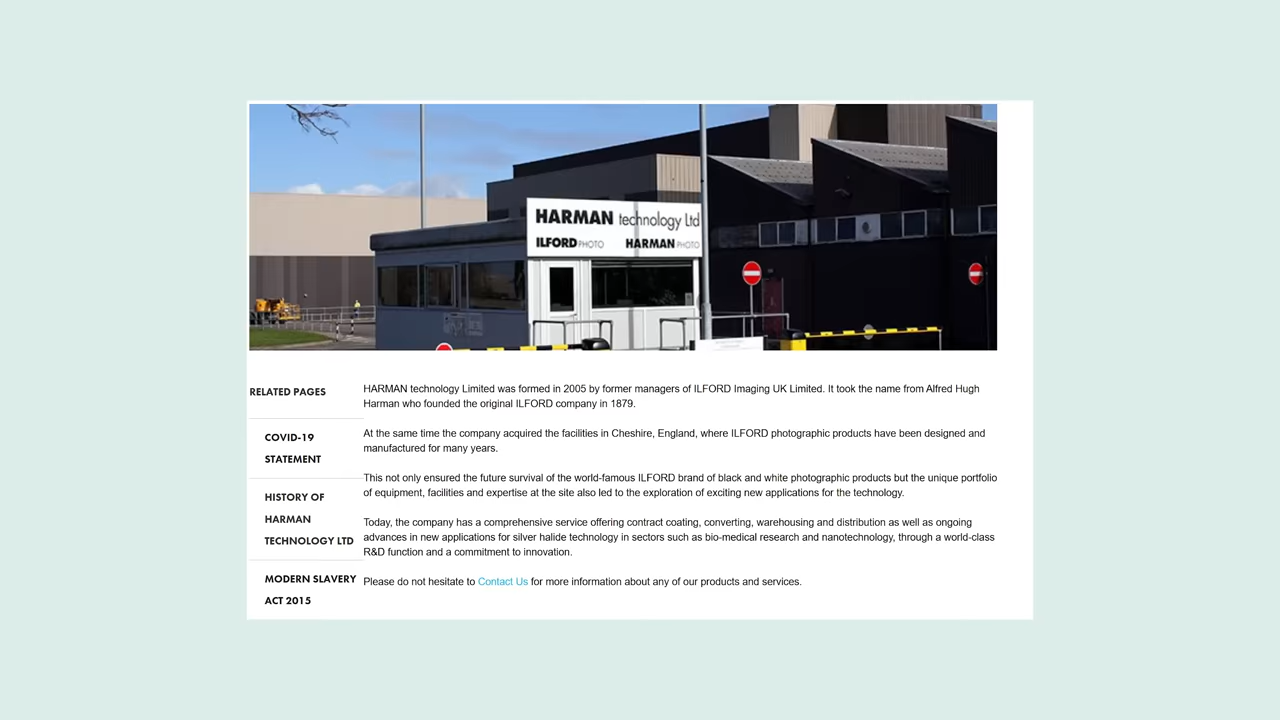 HARMAN technology Ltd
ILFORD PHOTO HARMAN PHOTO
RELATED PAGES
COVID-19
STATEMENT
HISTORY OF
HARMAN
TECHNOLOGY LTD
MODERN SLAVERY
ACT 2015
HARMAN technology Limited was formed in 2005 by former managers of ILFORD Imaging UK Limited. It took the name from Alfred Hugh
Harman who founded the original ILFORD company in 1879.
At the same time the company acquired the facilities in Cheshire, England, where ILFORD photographic products have been designed and
manufactured for many years.
This not only ensured the future survival of the world-famous ILFORD brand of black and white photographic products but the unique portfolio
of equipment, facilities and expertise at the site also led to the exploration of exciting new applications for the technology.
Today, the company has a comprehensive service offering contract coating, converting, warehousing and distribution as well as ongoing
advances in new applications for silver halide technology in sectors such as bio-medical research and nanotechnology, through a world-class
R&D function and a commitment to innovation.
Please do not hesitate to Contact Us for more information about any of our products and services.